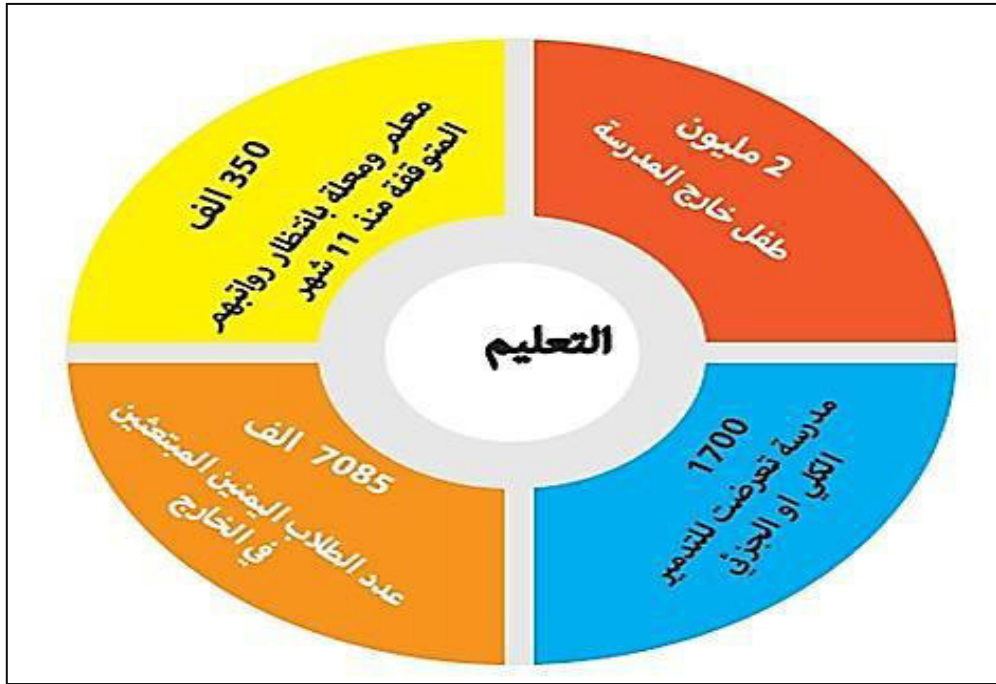 2 مليون
طفل خارج المدرسة
350 الف
معلم ومعلة بانتظار رواتبهم
المتوقفة منذ 11 شهر
التعليم
1700
مدرسة تعرضت للتدمير
الكلي او الجزئي
7085 الف
عدد الطلاب اليمنين المبتعثين
في الخارج